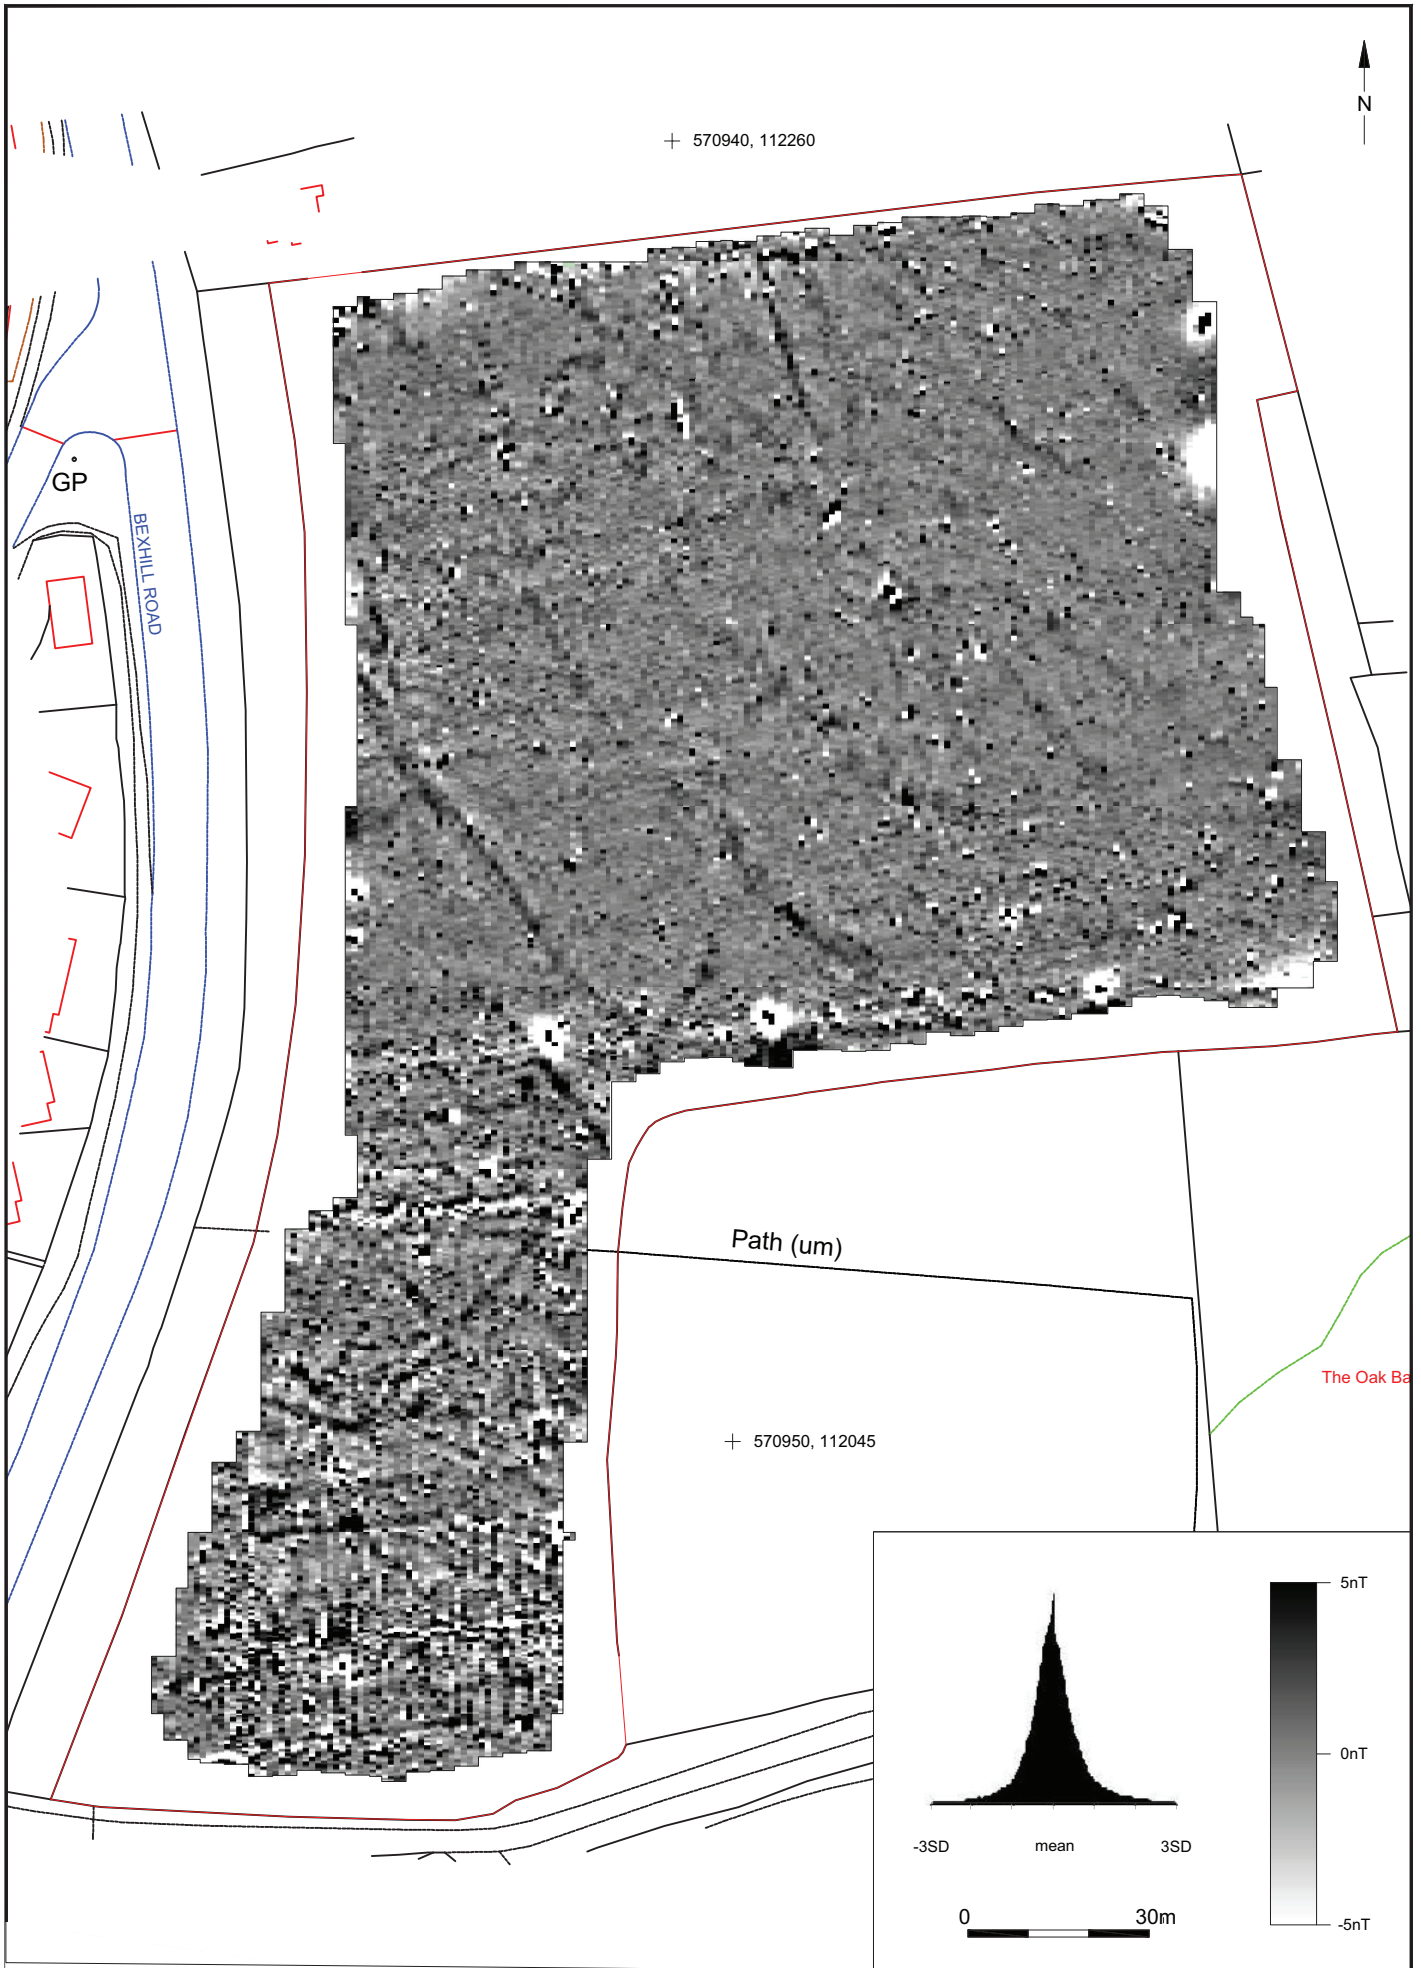 N
570940, 112260
GP
BEXHILL ROAD
Path (um)
The Oak Ba
570950, 112045
5nT
0nT
-5nT
-3SD
mean
3SD
0
30m